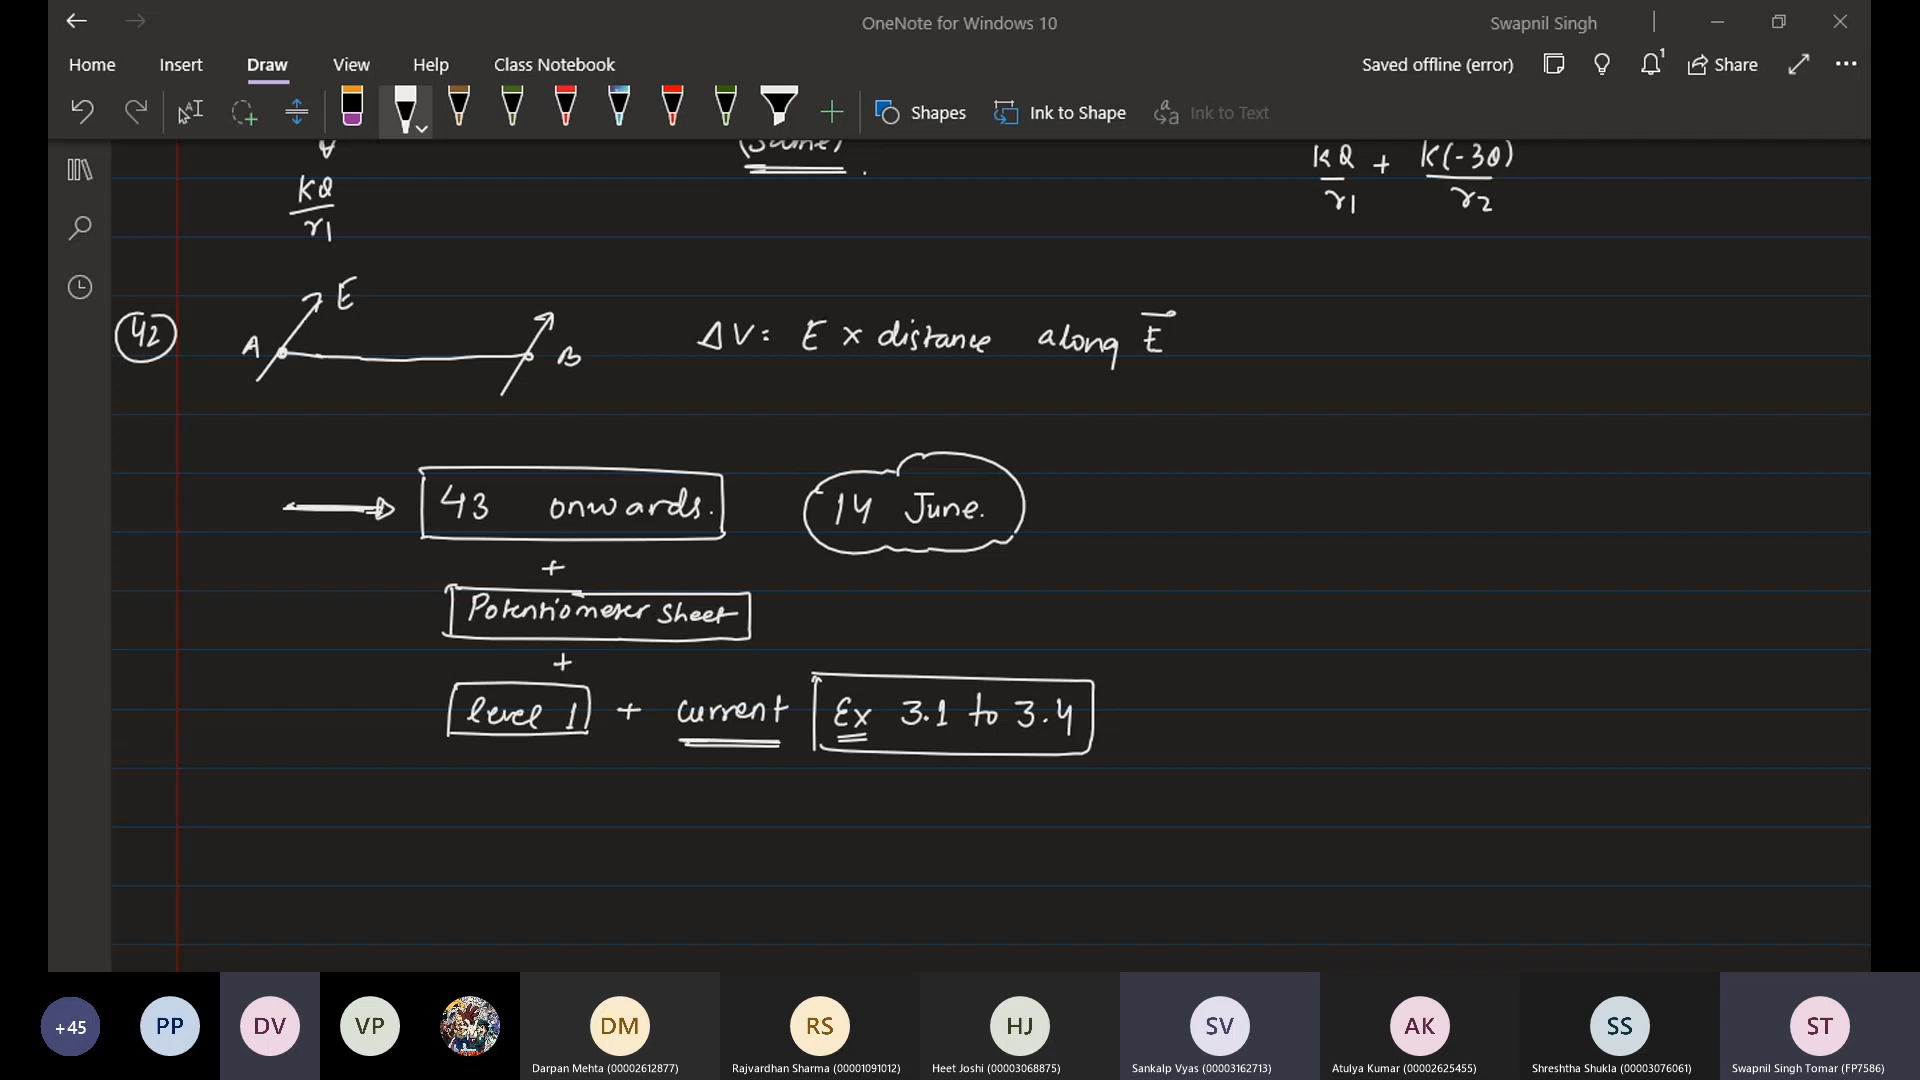 OneNote for Windows 10
Swapnil Singh
Home Insert Draw View Help Class Notebook
Saved offline (error) 1 Share
Shapes Ink to Shape Ink to Text
(Same) .
kQ/r1 + k(-3Q)/r2
kQ/r1
42 A E B ΔV = E x distance along E
43 onwards. 14 June.
+
Potentiometer sheet
+
level 1 + current Ex 3.1 to 3.4
+45 PP DV VP DM RS HJ SV AK SS ST
Darpan Mehta (00002612877) Rajvardhan Sharma (00001091012) Heet Joshi (00003068875) Sankalp Vyas (00003162713) Atulya Kumar (00002625455) Shreshtha Shukla (00003076061) Swapnil Singh Tomar (FP7586)